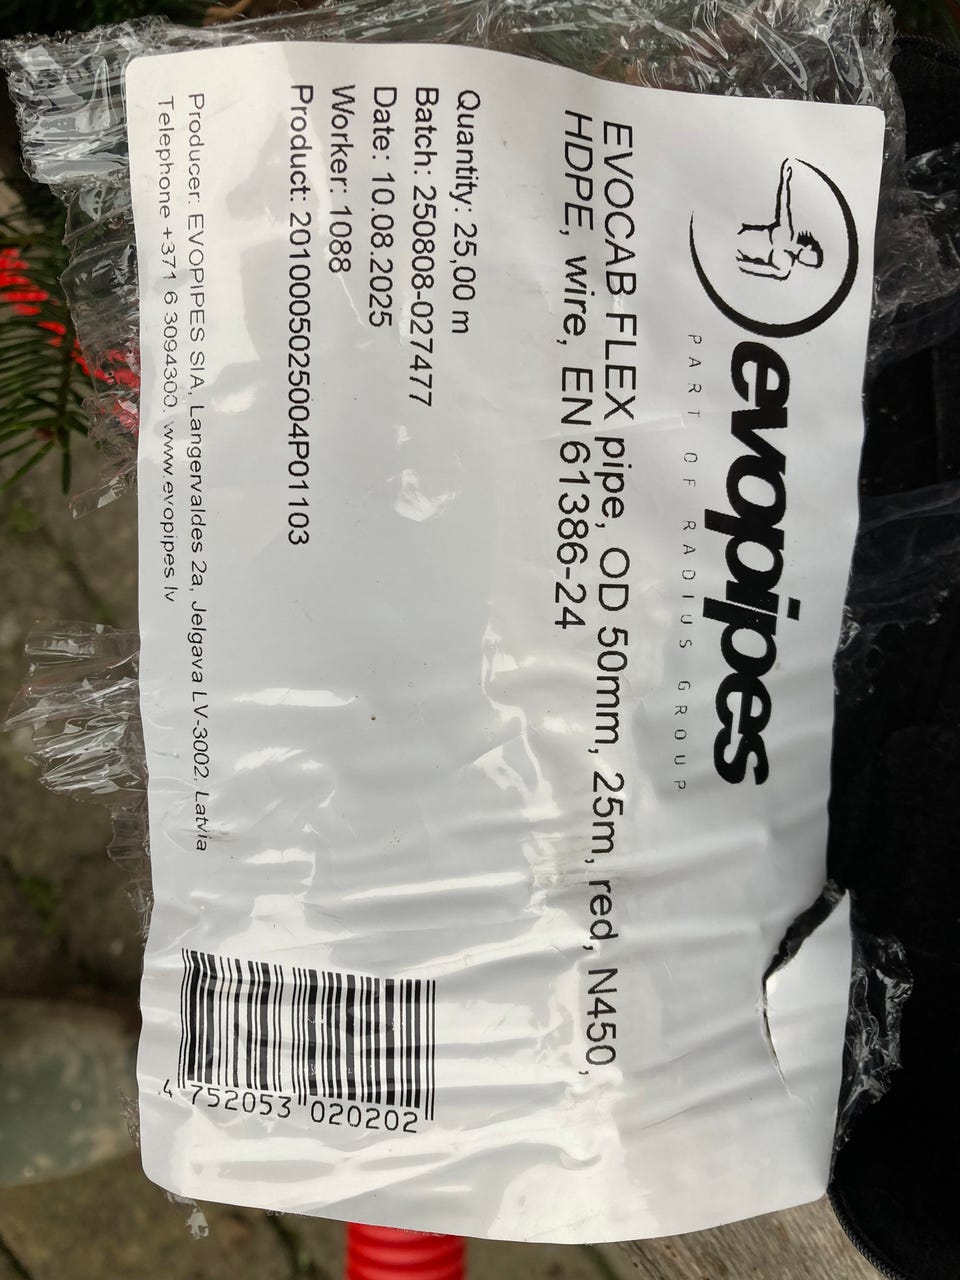 evopipes
PART OF RADIUS GROUP
EVOCAB FLEX pipe, OD 50mm, 25m, red, N450,
HDPE, wire, EN 61386-24
Quantity: 25,00 m
Batch: 250808-027477
Date: 10.08.2025
Worker: 1088
Product: 2010005025004P01103
Producer: EVOPIPES SIA, Langervaldes 2a, Jelgava LV-3002, Latvia
Telephone +371 6 3094300. www.evopipes.lv
4 752053 020202